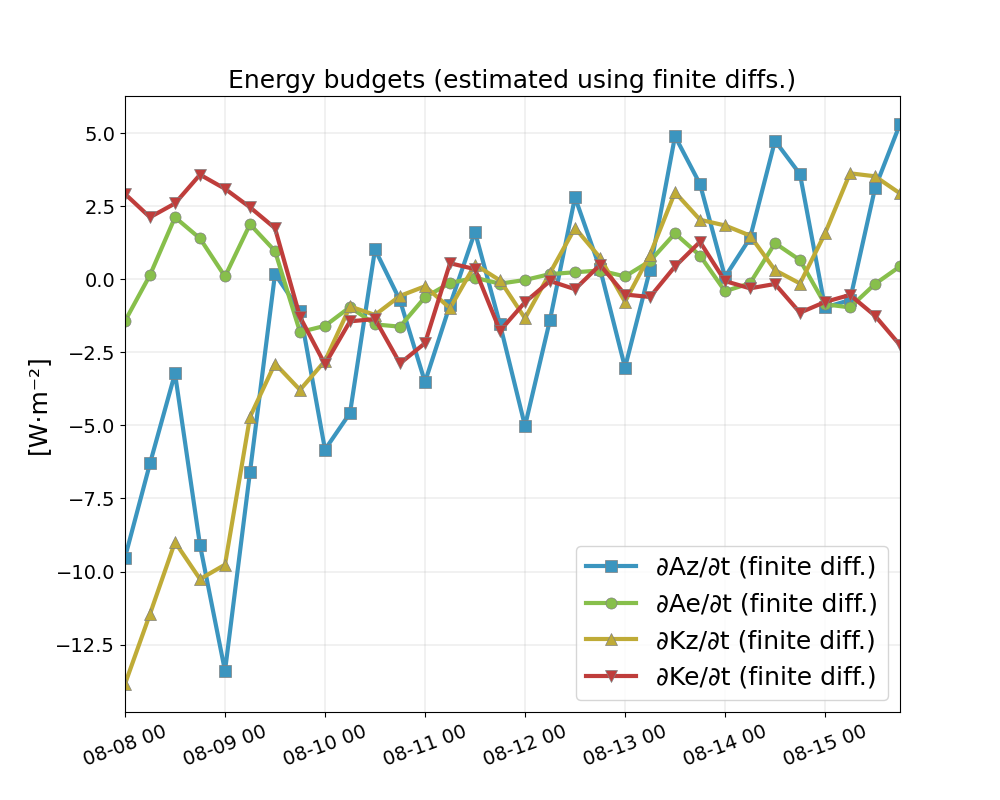 Energy budgets (estimated using finite diffs.)
5.0
2.5
0.0
−2.5
−5.0
−7.5
−10.0
−12.5
[W·m⁻²]
∂Az/∂t (finite diff.)
∂Ae/∂t (finite diff.)
∂Kz/∂t (finite diff.)
∂Ke/∂t (finite diff.)
08-08 00
08-09 00
08-10 00
08-11 00
08-12 00
08-13 00
08-14 00
08-15 00